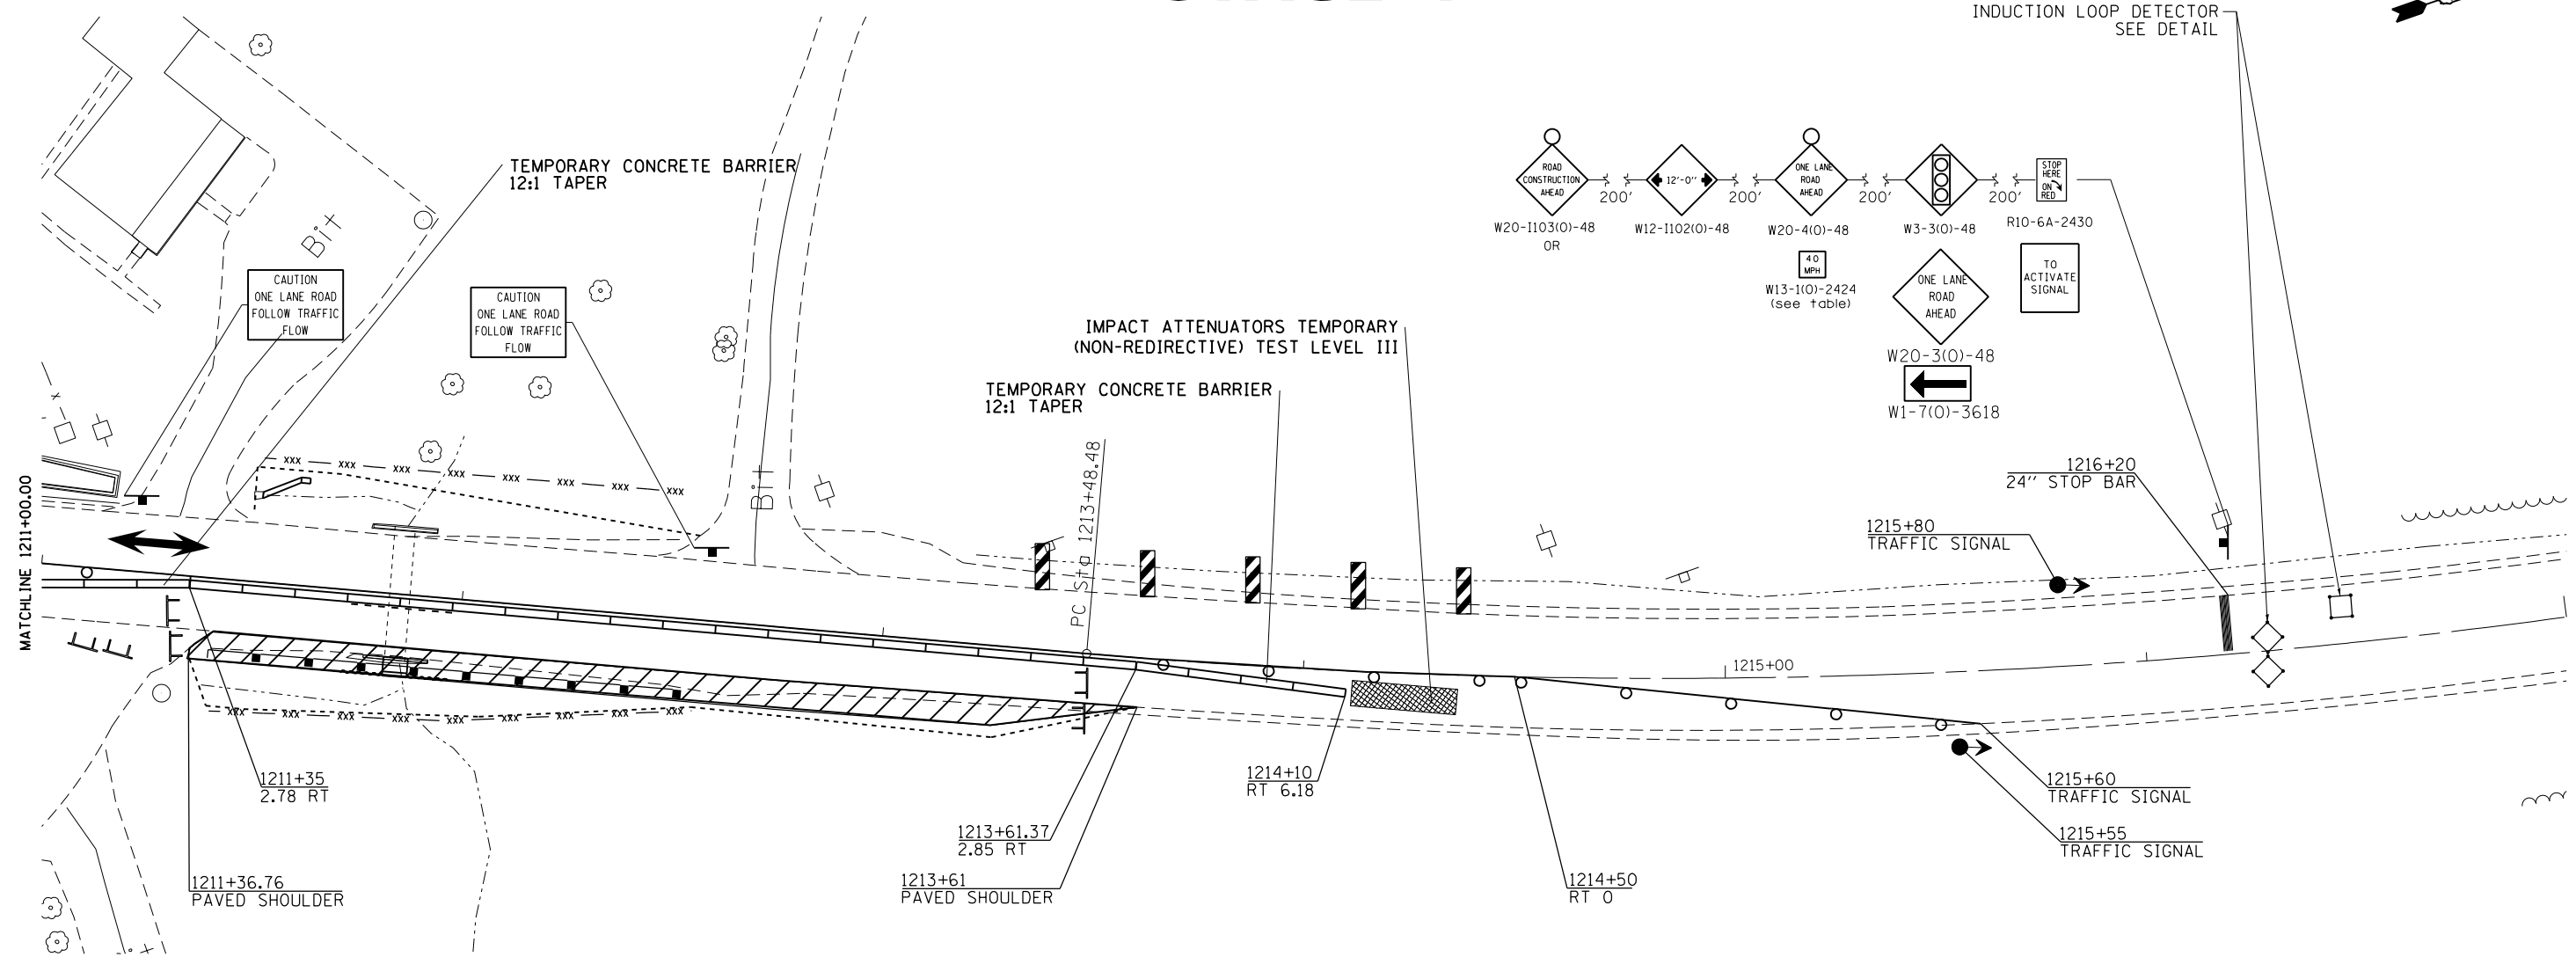 INDUCTION LOOP DETECTOR
SEE DETAIL
TEMPORARY CONCRETE BARRIER
12:1 TAPER
ROAD
CONSTRUCTION
AHEAD
200'
12'-0"
200'
ONE LANE
ROAD
AHEAD
200'
200'
STOP
HERE
ON
RED
W20-I103(O)-48
OR
W12-I102(O)-48
W20-4(O)-48
W3-3(O)-48
R10-6A-2430
40
MPH
W13-1(O)-2424
(see table)
ONE LANE
ROAD
AHEAD
W20-3(O)-48
W1-7(O)-3618
TO
ACTIVATE
SIGNAL
Bit
CAUTION
ONE LANE ROAD
FOLLOW TRAFFIC
FLOW
CAUTION
ONE LANE ROAD
FOLLOW TRAFFIC
FLOW
IMPACT ATTENUATORS TEMPORARY
(NON-REDIRECTIVE) TEST LEVEL III
TEMPORARY CONCRETE BARRIER
12:1 TAPER
MATCHLINE 1211+00.00
Bit
PC Sta 1213+48.48
1216+20
24" STOP BAR
1215+80
TRAFFIC SIGNAL
1215+00
1211+35
2.78 RT
1214+10
RT 6.18
1215+60
TRAFFIC SIGNAL
1213+61.37
2.85 RT
1215+55
TRAFFIC SIGNAL
1211+36.76
PAVED SHOULDER
1213+61
PAVED SHOULDER
1214+50
RT 0